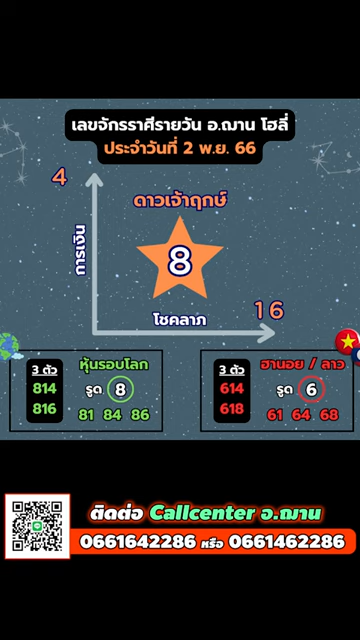 เลขจักรราศีรายวัน อ.ฌาน โฮลี่
ประจำวันที่ 2 พ.ย. 66
4
ดาวเจ้าฤกษ์
การเงิน
8
โชคลาภ
16
3 ตัว
814
816
หุ้นรอบโลก
รูด 8
81 84 86
3 ตัว
614
618
ฮานอย / ลาว
รูด 6
61 64 68
ติดต่อ Callcenter อ.ฌาน
0661642286 หรือ 0661462286